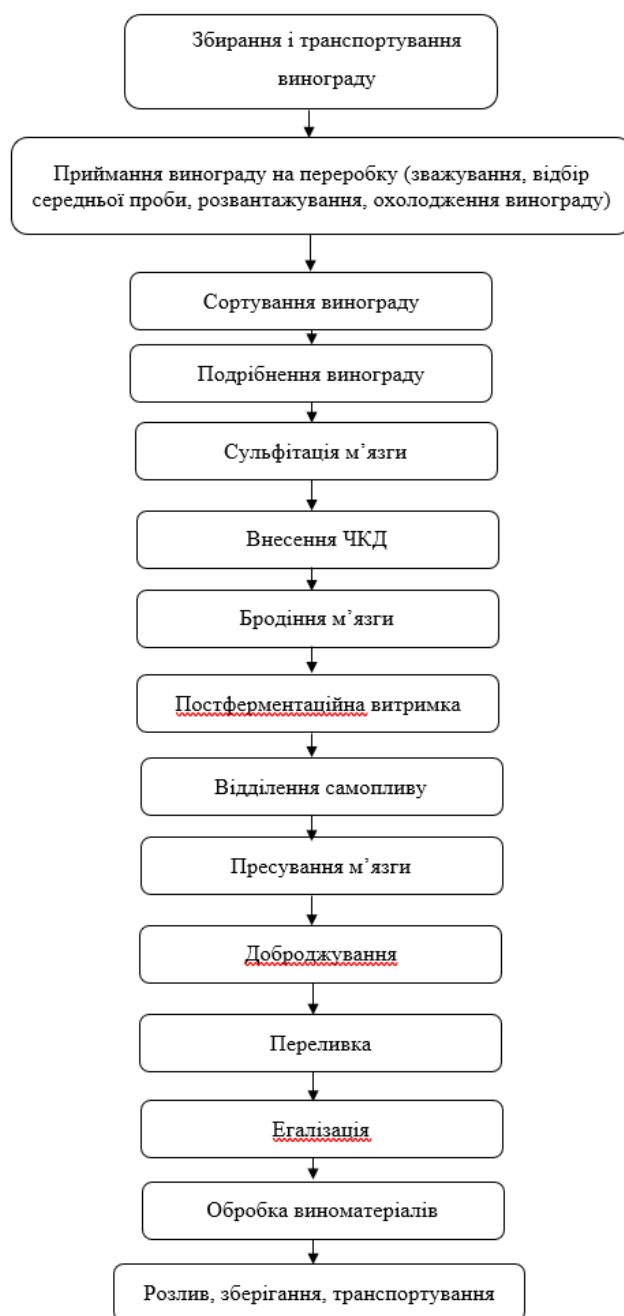 Збирання і транспортування
винограду
Приймання винограду на переробку (зважування, відбір
середньої проби, розвантажування, охолодження винограду)
Сортування винограду
Подрібнення винограду
Сульфітація м’язги
Внесення ЧКД
Бродіння м’язги
Постферментаційна витримка
Відділення самопливу
Пресування м’язги
Доброджування
Переливка
Егалізація
Обробка виноматеріалів
Розлив, зберігання, транспортування